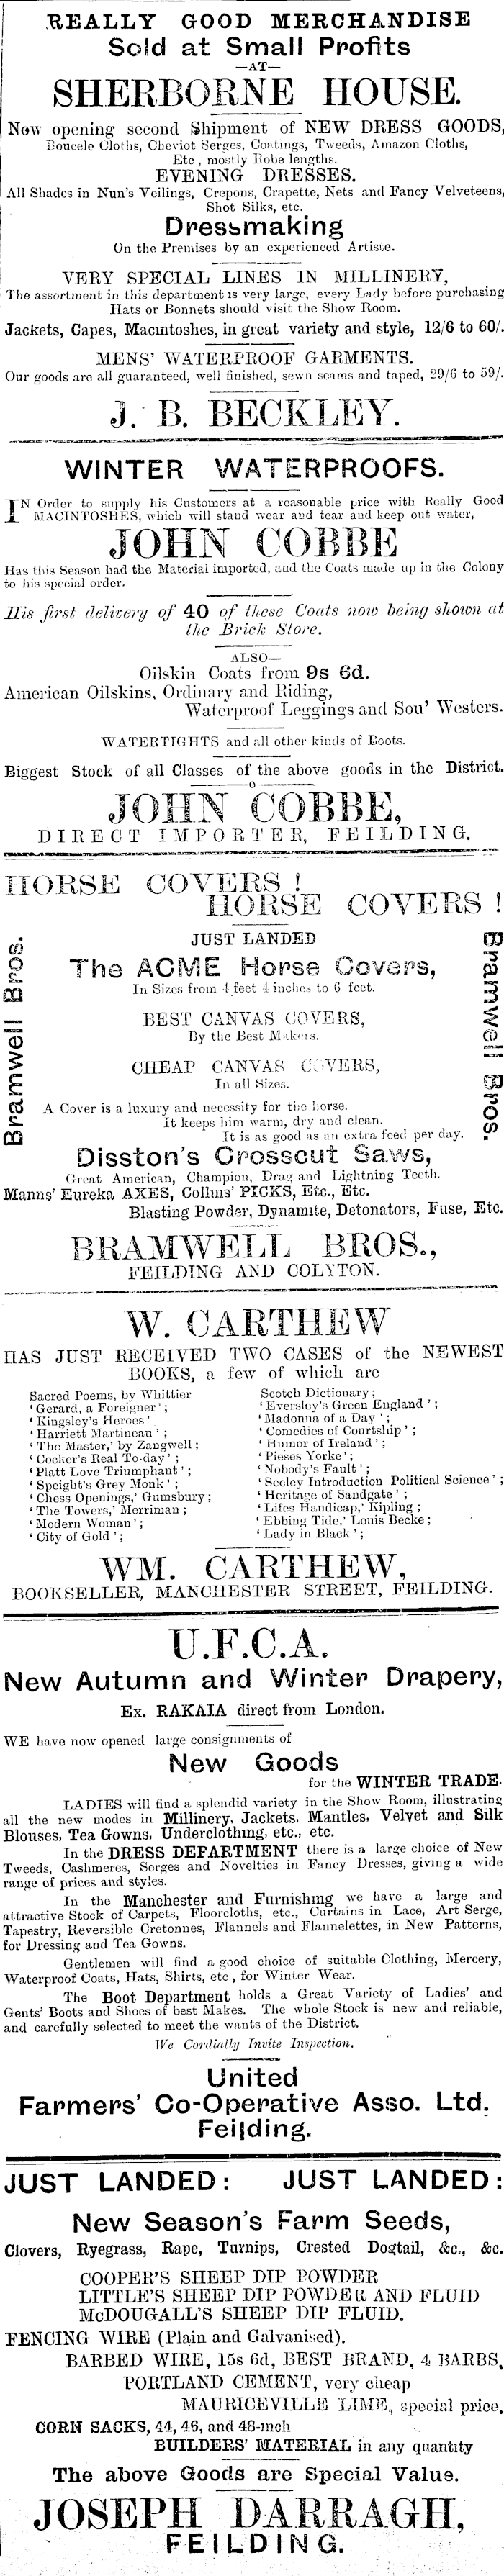 REALLY GOOD MERCHANDISE
Sold at Small Profits
—AT—
SHERBORNE HOUSE.
Now opening second Shipment of NEW DRESS GOODS,
Boucele Cloths, Cheviot Serges, Coatings, Tweeds, Amazon Cloths,
Etc , mostly Robe lengths.
EVENING DRESSES.
All Shades in Nun's Veilings, Crepons, Crapette, Nets and Fancy Velveteens,
Shot Silks, etc.
Dressmaking
On the Premises by an experienced Artiste.
VERY SPECIAL LINES IN MILLINERY,
The assortment in this department is very large, every Lady before purchasing
Hats or Bonnets should visit the Show Room.
Jackets, Capes, Macintoshes, in great variety and style, 12/6 to 60/.
MENS' WATERPROOF GARMENTS.
Our goods are all guaranteed, well finished, sewn seams and taped, 29/6 to 59/.
J. B. BECKLEY.
WINTER WATERPROOFS.
IN Order to supply his Customers at a reasonable price with Really Good
MACINTOSHES, which will stand wear and tear and keep out water,
JOHN COBBE
Has this Season had the Material imported, and the Coats made up in the Colony
to his special order.
His first delivery of 40 of these Coats now being shown at
the Brick Store.
ALSO—
Oilskin Coats from 9s 6d.
American Oilskins, Ordinary and Riding,
Waterproof Leggings and Sou' Westers.
WATERTIGHTS and all other kinds of Boots.
Biggest Stock of all Classes of the above goods in the District.
—o—
JOHN COBBE,
DIRECT IMPORTER, FEILDING.
HORSE COVERS !
HORSE COVERS !
Bramwell Bros.
JUST LANDED
The ACME Horse Covers,
In Sizes from 4 feet 4 inches to 6 feet.
BEST CANVAS COVERS,
By the Best Makers.
CHEAP CANVAS COVERS,
In all Sizes.
A Cover is a luxury and necessity for the horse.
It keeps him warm, dry and clean.
It is as good as an extra feed per day.
Bramwell Bros.
Disston's Crosscut Saws,
Great American, Champion, Drag and Lightning Teeth.
Manns' Eureka AXES, Collins' PICKS, Etc., Etc.
Blasting Powder, Dynamite, Detonators, Fuse, Etc.
BRAMWELL BROS.,
FEILDING AND COLYTON.
W. CARTHEW
HAS JUST RECEIVED TWO CASES of the NEWEST
BOOKS, a few of which are
Sacred Poems, by Whittier
'Gerard, a Foreigner';
'Kingsley's Heroes'
'Harriett Martineau';
'The Master,' by Zangwell;
'Cocker's Real To-day';
'Platt Love Triumphant';
'Speight's Grey Monk';
'Chess Openings,' Gumsbury;
'The Towers,' Merriman;
'Modern Woman';
'City of Gold';
Scotch Dictionary;
'Eversley's Green England';
'Madonna of a Day';
'Comedies of Courtship';
'Humor of Ireland';
'Pieses Yorke';
'Nobody's Fault';
'Seeley Introduction Political Science';
'Heritage of Sandgate';
'Lifes Handicap,' Kipling;
'Ebbing Tide,' Louis Becke;
'Lady in Black';
WM. CARTHEW,
BOOKSELLER, MANCHESTER STREET, FEILDING.
U.F.C.A.
New Autumn and Winter Drapery,
Ex. RAKAIA direct from London.
WE have now opened large consignments of
New Goods
for the WINTER TRADE.
LADIES will find a splendid variety in the Show Room, illustrating
all the new modes in Millinery, Jackets, Mantles, Velvet and Silk
Blouses, Tea Gowns, Underclothing, etc., etc.
In the DRESS DEPARTMENT there is a large choice of New
Tweeds, Cashmeres, Serges and Novelties in Fancy Dresses, giving a wide
range of prices and styles.
In the Manchester and Furnishing we have a large and
attractive Stock of Carpets, Floorcloths, etc., Curtains in Lace, Art Serge,
Tapestry, Reversible Cretonnes, Flannels and Flannelettes, in New Patterns,
for Dressing and Tea Gowns.
Gentlemen will find a good choice of suitable Clothing, Mercery,
Waterproof Coats, Hats, Shirts, etc , for Winter Wear.
The Boot Department holds a Great Variety of Ladies' and
Gents' Boots and Shoes of best Makes. The whole Stock is new and reliable,
and carefully selected to meet the wants of the District.
We Cordially Invite Inspection.
United
Farmers' Co-Operative Asso. Ltd.
Feilding.
JUST LANDED: JUST LANDED:
New Season's Farm Seeds,
Clovers, Ryegrass, Rape, Turnips, Crested Dogtail, &c., &c.
COOPER'S SHEEP DIP POWDER
LITTLE'S SHEEP DIP POWDER AND FLUID
McDOUGALL'S SHEEP DIP FLUID.
FENCING WIRE (Plain and Galvanised).
BARBED WIRE, 15s 6d, BEST BRAND, 4 BARBS,
PORTLAND CEMENT, very cheap
MAURICEVILLE LIME, special price,
CORN SACKS, 44, 46, and 48-inch
BUILDERS' MATERIAL in any quantity
The above Goods are Special Value.
JOSEPH DARRAGH,
FEILDING.